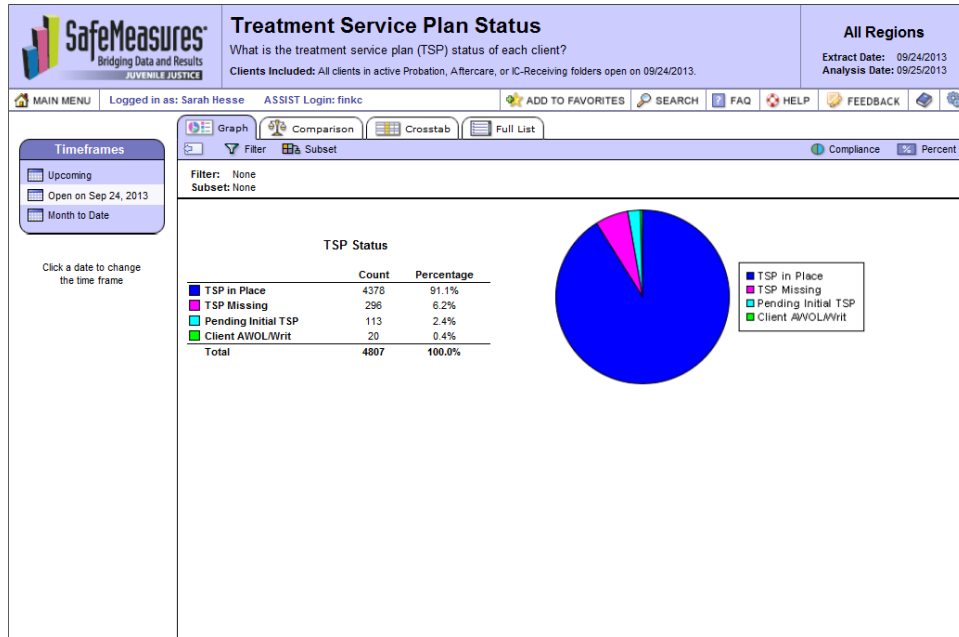 SafeMeasures®
Bridging Data and Results
JUVENILE JUSTICE
Treatment Service Plan Status
What is the treatment service plan (TSP) status of each client?
Clients Included: All clients in active Probation, Aftercare, or IC-Receiving folders open on 09/24/2013.
All Regions
Extract Date: 09/24/2013
Analysis Date: 09/25/2013
MAIN MENU Logged in as: Sarah Hesse ASSIST Login: finkc ADD TO FAVORITES SEARCH ? FAQ HELP FEEDBACK
Graph Comparison Crosstab Full List
Filter Subset Compliance % Percent
Timeframes
Upcoming
Open on Sep 24, 2013
Month to Date
Click a date to change
the time frame
Filter: None
Subset: None
TSP Status
Count Percentage
TSP in Place 4378 91.1%
TSP Missing 296 6.2%
Pending Initial TSP 113 2.4%
Client AWOL/Writ 20 0.4%
Total 4807 100.0%
TSP in Place
TSP Missing
Pending Initial TSP
Client AWOL/Writ